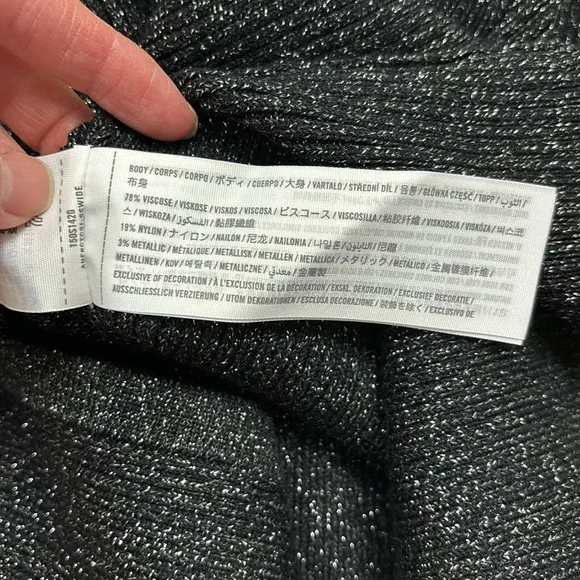 BODY / CORPS / CORPO / ボディ / CUERPO / 大身 / VARTALO / STŘEDNÍ DÍL / 몸통 / GŁÓWNA CZĘŚĆ / TOPP / الثوب /
布身
78% VISCOSE / VISKOSE / VISKOS / VISCOSA / ビスコース / VISCOSILLA / 粘胶纤维 / VISKOOSIA / VISKÓZA / 비스코
스 / WISKOZA / الفسكوز / 黏膠纖維
19% NYLON / ナイロン / NAILON / 尼龙 / NAILONIA / 나일론 / النايلون / 尼龍
3% METALLIC / MÉTALIQUE / METALLISK / METALLEN / METALLICA / メタリック / METÁLICO / 金属镀膜纤维 /
METALLINEN / KOV / 메탈릭 / METALICZNE / معدني / 金屬製
EXCLUSIVE OF DECORATION / À L'EXCLUSION DE LA DÉCORATION / EKSKL. DEKORATION / EXCLUSIEF DECORATIE /
AUSSCHLIESSLICH VERZIERUNG / UTOM DEKORATIONEN / ESCLUSA DECORAZIONE / 装飾を除く / EXCLUSIVO DE
150S1420